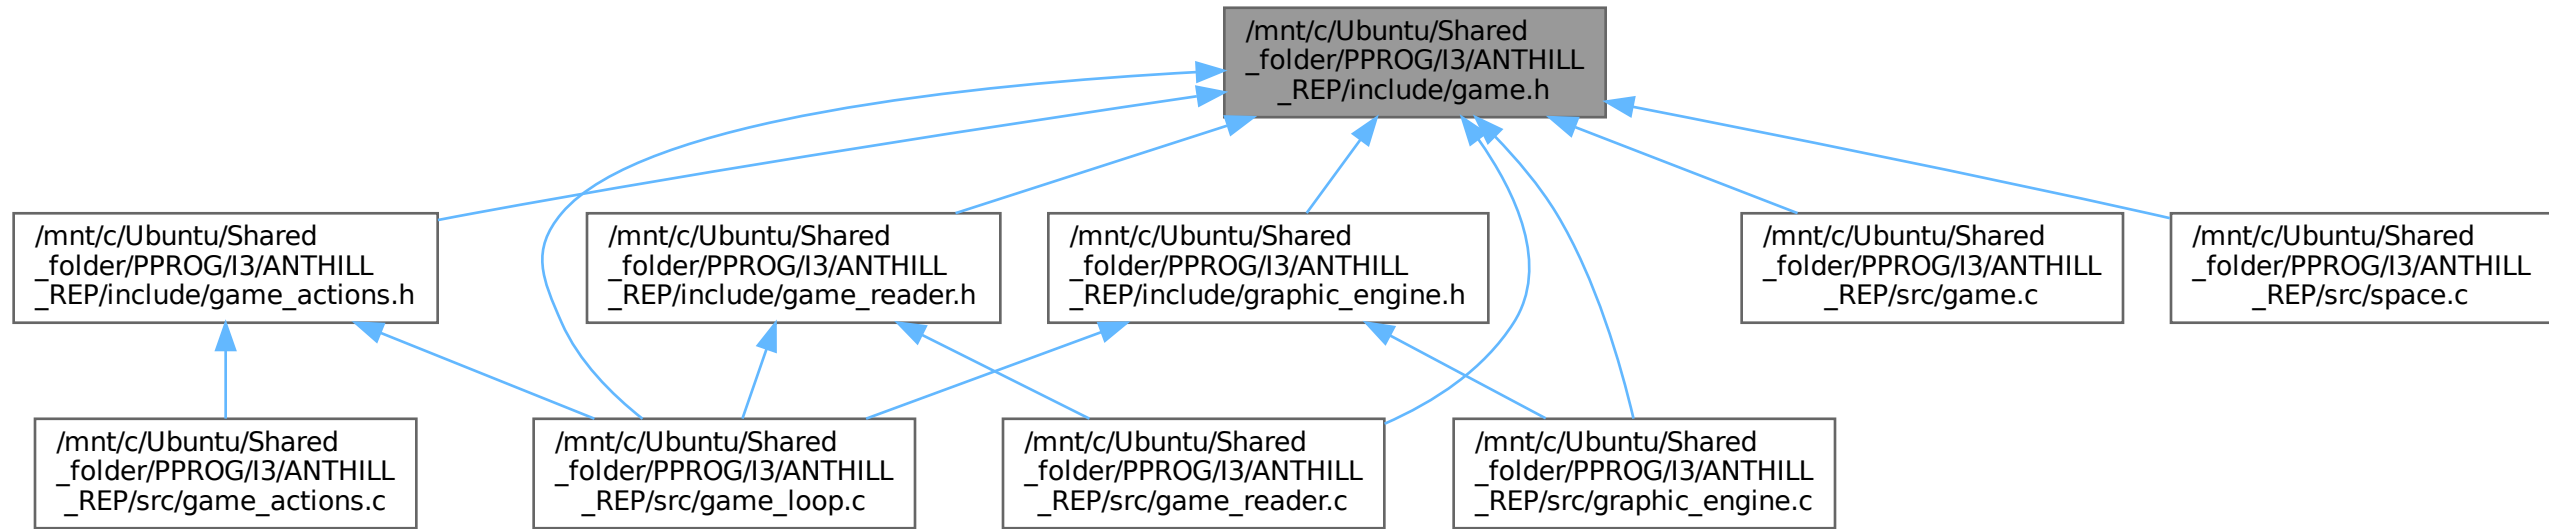 /mnt/c/Ubuntu/Shared
_folder/PPROG/I3/ANTHILL
_REP/include/game.h
/mnt/c/Ubuntu/Shared
_folder/PPROG/I3/ANTHILL
_REP/include/game_actions.h
/mnt/c/Ubuntu/Shared
_folder/PPROG/I3/ANTHILL
_REP/include/game_reader.h
/mnt/c/Ubuntu/Shared
_folder/PPROG/I3/ANTHILL
_REP/include/graphic_engine.h
/mnt/c/Ubuntu/Shared
_folder/PPROG/I3/ANTHILL
_REP/src/game.c
/mnt/c/Ubuntu/Shared
_folder/PPROG/I3/ANTHILL
_REP/src/space.c
/mnt/c/Ubuntu/Shared
_folder/PPROG/I3/ANTHILL
_REP/src/game_actions.c
/mnt/c/Ubuntu/Shared
_folder/PPROG/I3/ANTHILL
_REP/src/game_loop.c
/mnt/c/Ubuntu/Shared
_folder/PPROG/I3/ANTHILL
_REP/src/game_reader.c
/mnt/c/Ubuntu/Shared
_folder/PPROG/I3/ANTHILL
_REP/src/graphic_engine.c